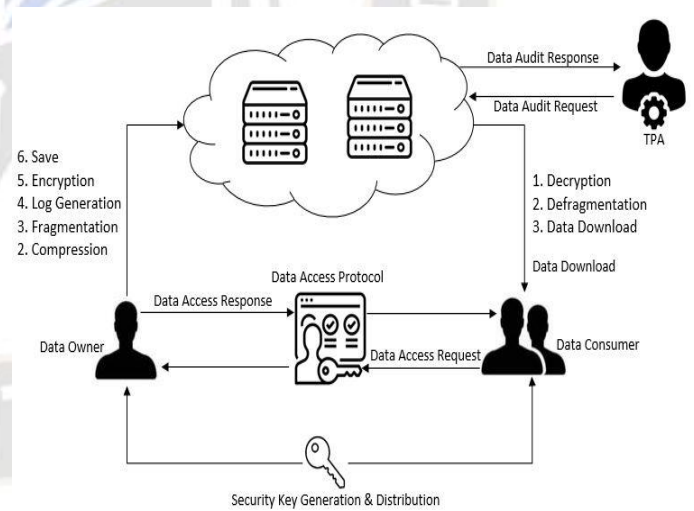 Data Audit Response
Data Audit Request
TPA
6. Save
5. Encryption
4. Log Generation
3. Fragmentation
2. Compression
1. Decryption
2. Defragmentation
3. Data Download
Data Download
Data Access Protocol
Data Access Response
Data Owner
Data Access Request
Data Consumer
Security Key Generation & Distribution